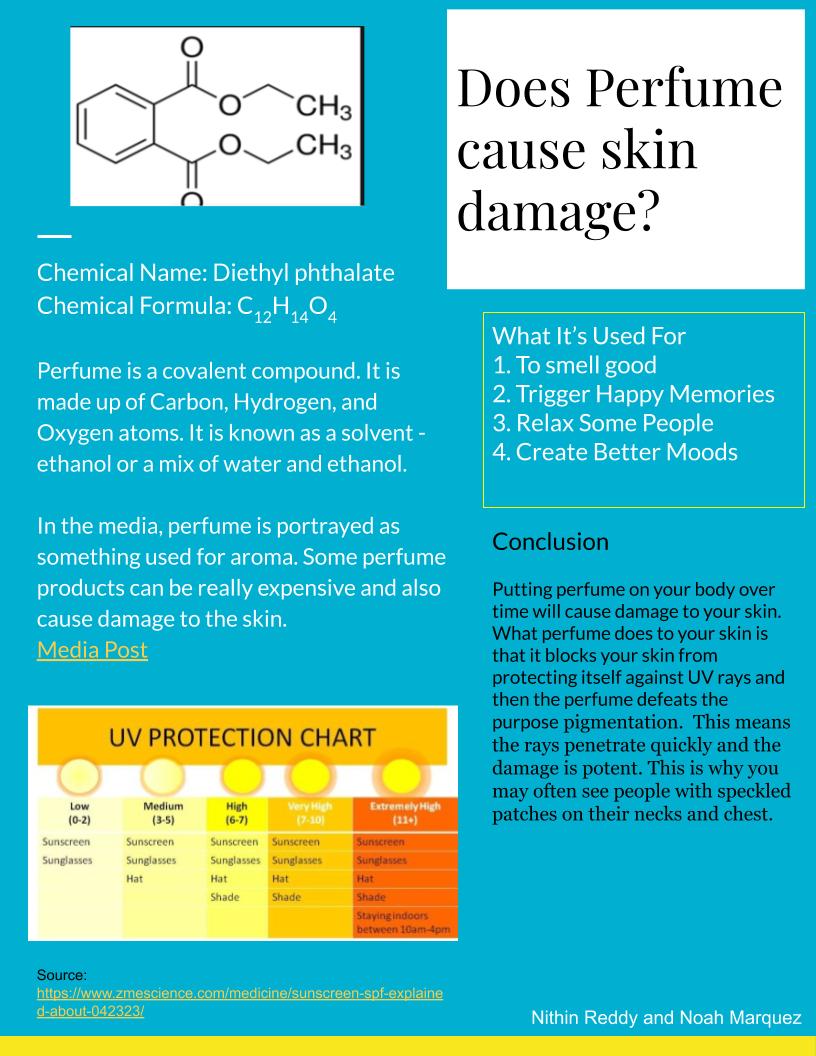 O
O
CH3
O
CH3
O
Does Perfume
cause skin
damage?
Chemical Name: Diethyl phthalate
Chemical Formula: C12H14O4
Perfume is a covalent compound. It is
made up of Carbon, Hydrogen, and
Oxygen atoms. It is known as a solvent -
ethanol or a mix of water and ethanol.
In the media, perfume is portrayed as
something used for aroma. Some perfume
products can be really expensive and also
cause damage to the skin.
Media Post
What It’s Used For
1. To smell good
2. Trigger Happy Memories
3. Relax Some People
4. Create Better Moods
Conclusion
Putting perfume on your body over
time will cause damage to your skin.
What perfume does to your skin is
that it blocks your skin from
protecting itself against UV rays and
then the perfume defeats the
purpose pigmentation.  This means
the rays penetrate quickly and the
damage is potent. This is why you
may often see people with speckled
patches on their necks and chest.
UV PROTECTION CHART
Low Medium High Very High Extremely High
(0-2) (3-5) (6-7) (7-10) (11+)
Sunscreen Sunscreen Sunscreen Sunscreen Sunscreen
Sunglasses Sunglasses Sunglasses Sunglasses Sunglasses
Hat Hat Hat Hat
Shade Shade Shade
Staying indoors
between 10am-4pm
Source:
https://www.zmescience.com/medicine/sunscreen-spf-explaine
d-about-042323/
Nithin Reddy and Noah Marquez